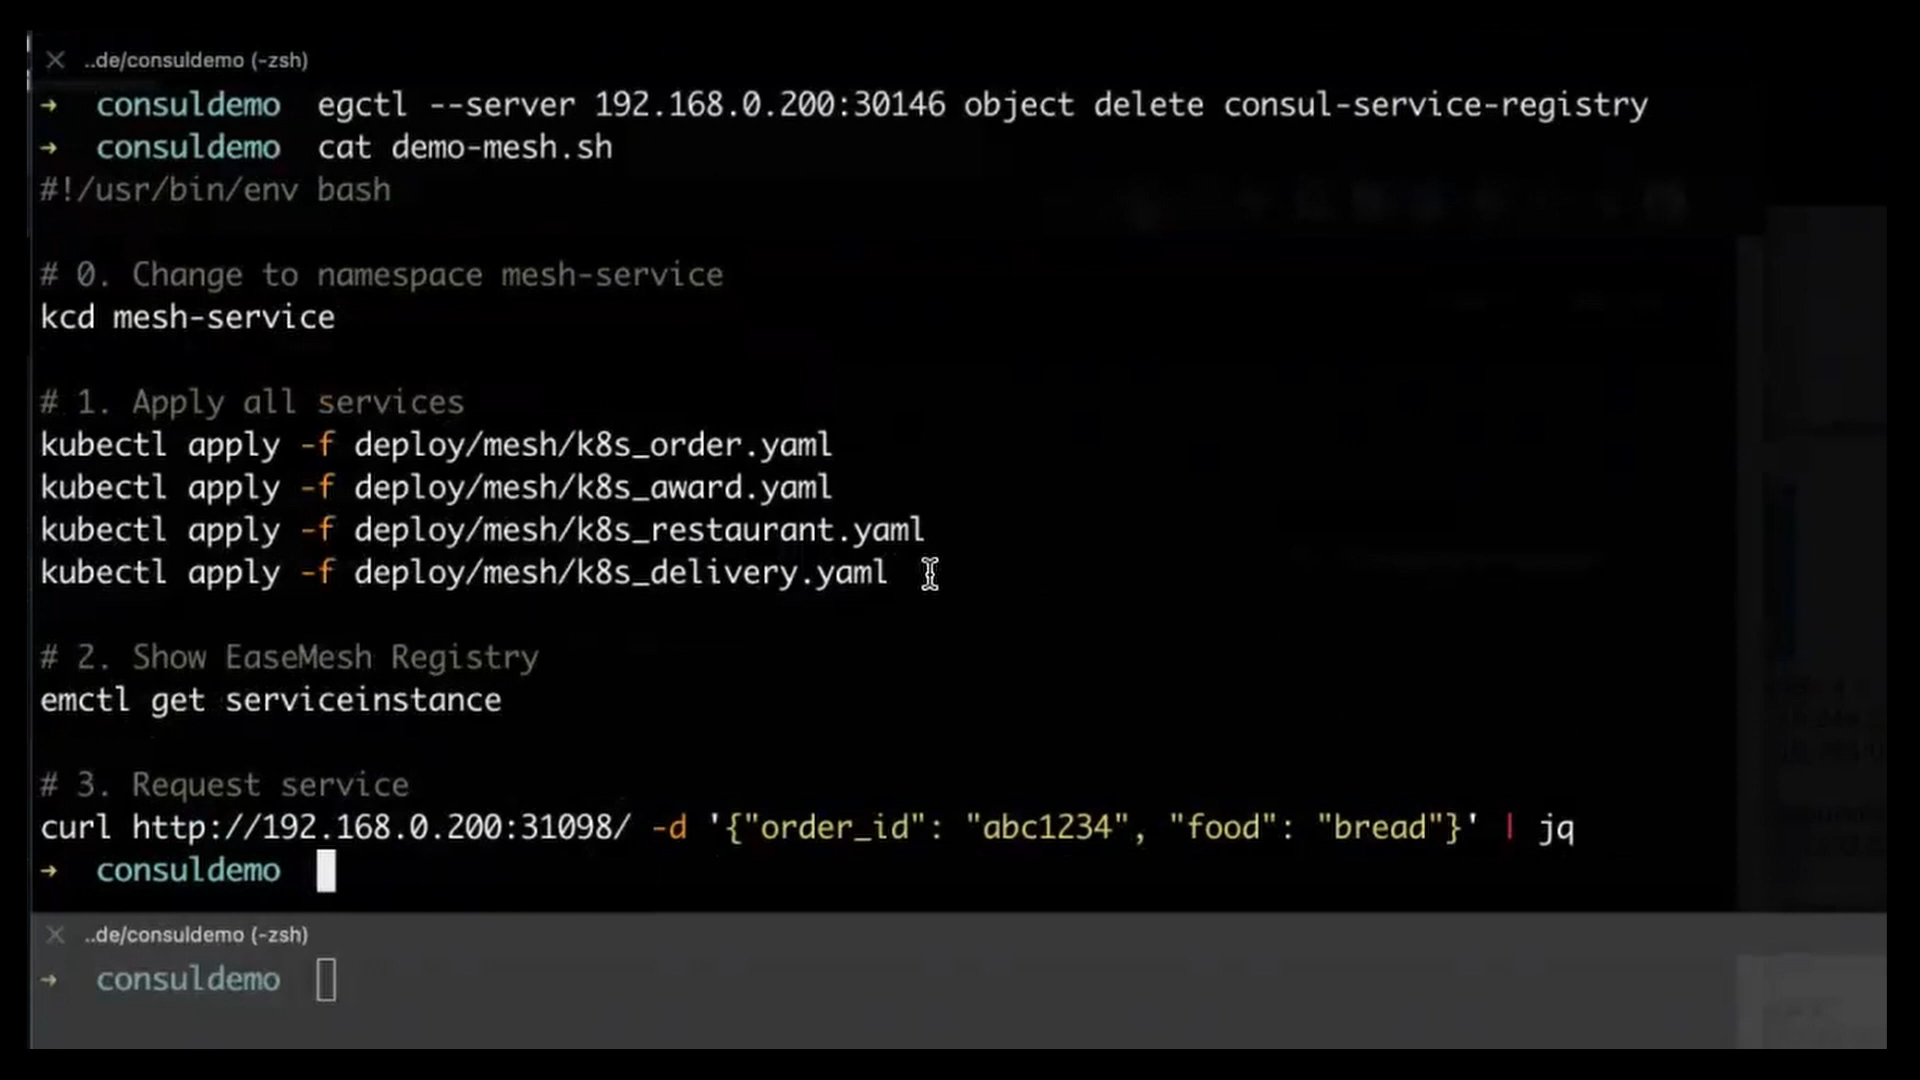 ..de/consuldemo (-zsh)
→ consuldemo egctl --server 192.168.0.200:30146 object delete consul-service-registry
→ consuldemo cat demo-mesh.sh
#!/usr/bin/env bash
# 0. Change to namespace mesh-service
kcd mesh-service
# 1. Apply all services
kubectl apply -f deploy/mesh/k8s_order.yaml
kubectl apply -f deploy/mesh/k8s_award.yaml
kubectl apply -f deploy/mesh/k8s_restaurant.yaml
kubectl apply -f deploy/mesh/k8s_delivery.yaml
# 2. Show EaseMesh Registry
emctl get serviceinstance
# 3. Request service
curl http://192.168.0.200:31098/ -d '{"order_id": "abc1234", "food": "bread"}' | jq
→ consuldemo
..de/consuldemo (-zsh)
→ consuldemo